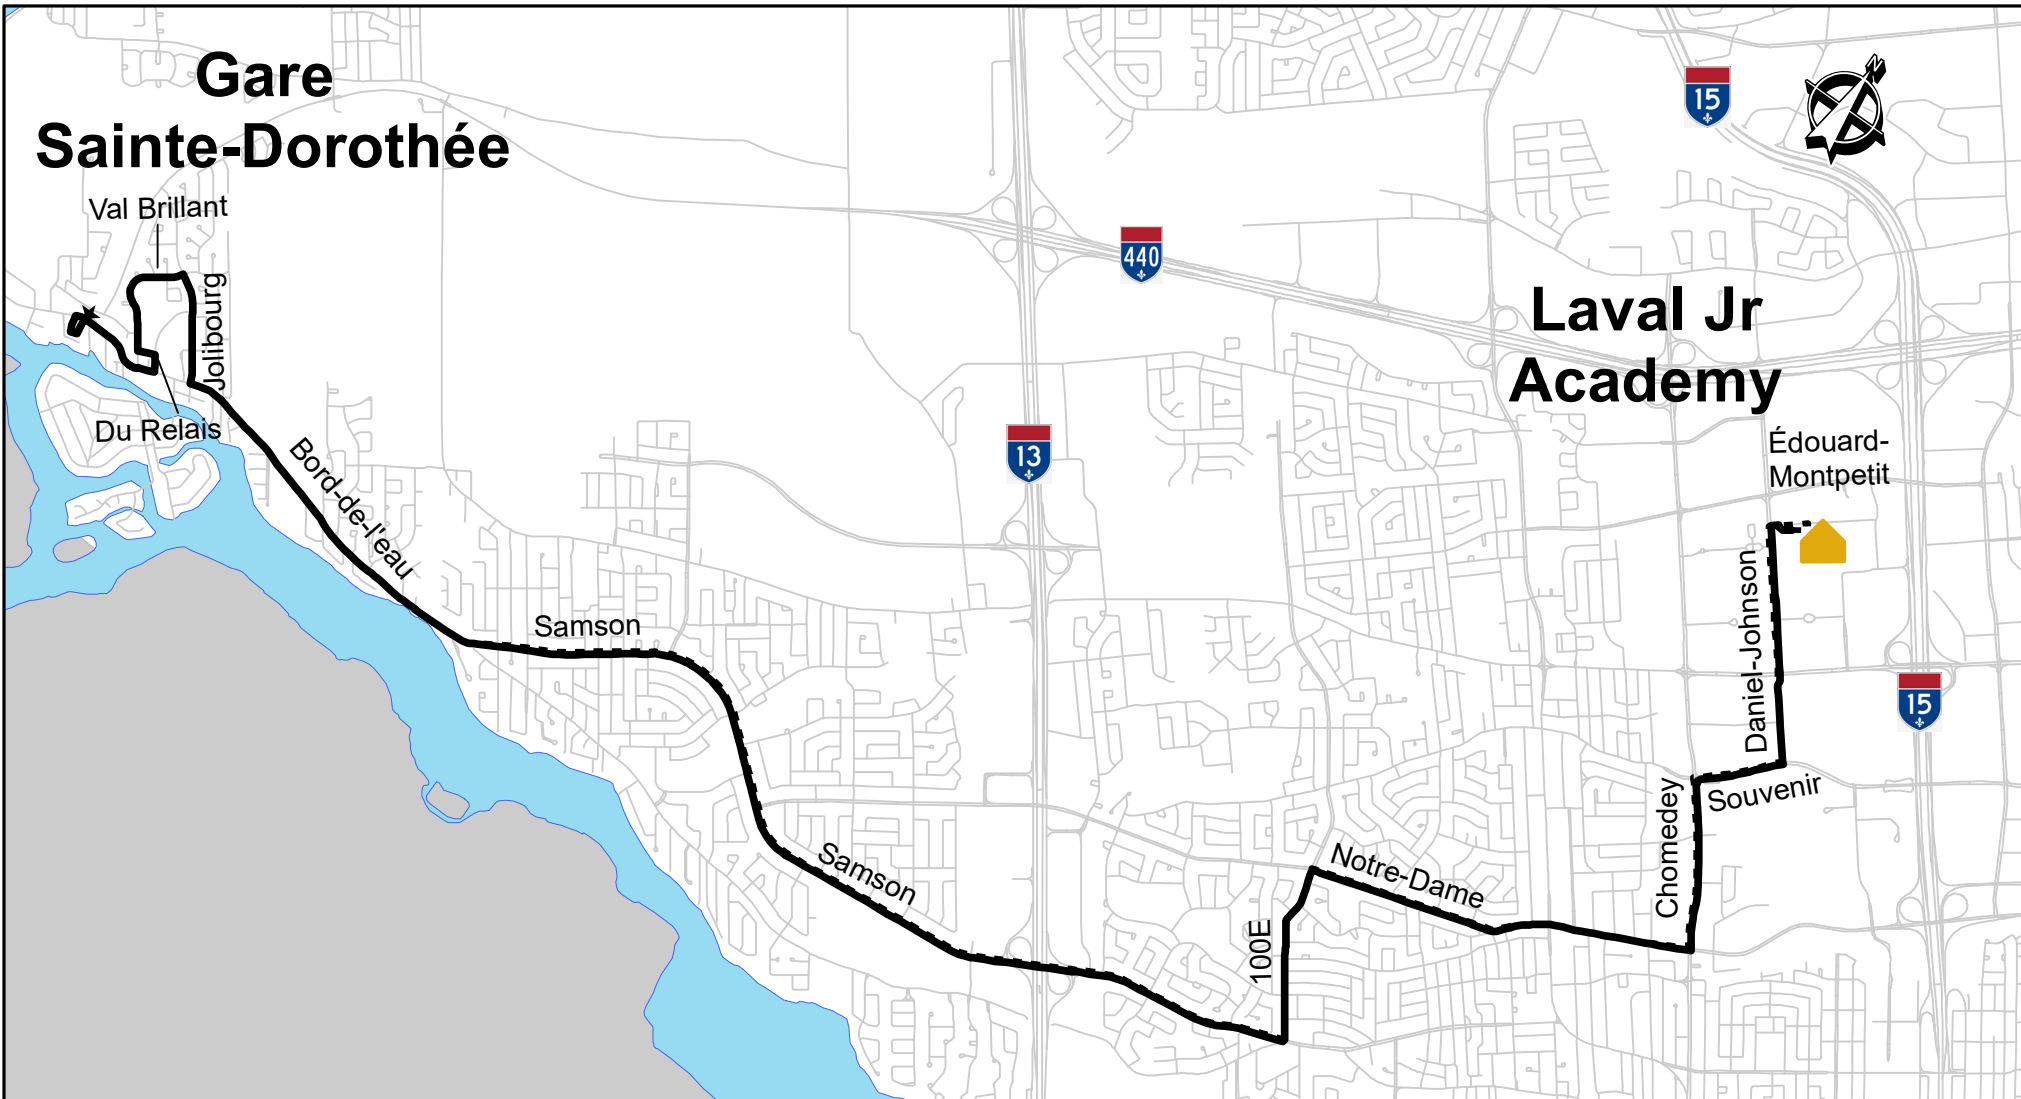 Gare
Sainte-Dorothée
Val Brillant
Jolibourg
Du Relais
Bord-de-l'eau
Samson
Samson
100E
Notre-Dame
Chomedey
Souvenir
Daniel-Johnson
Édouard-
Montpetit
Laval Jr
Academy
13
440
15
15
N